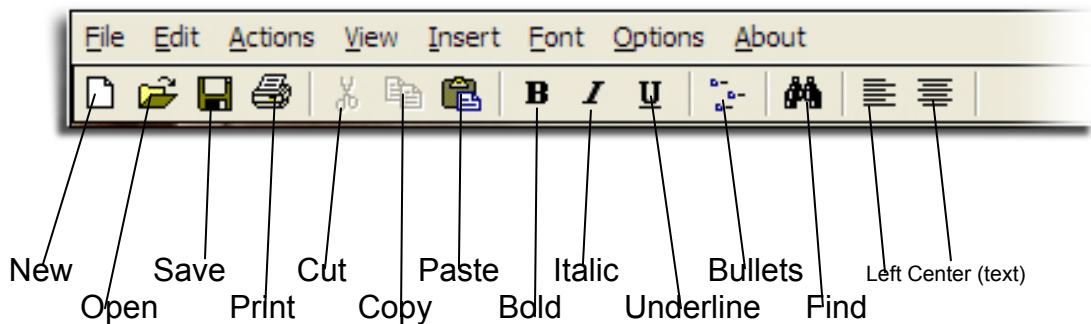 File Edit Actions View Insert Font Options About
B I U
New Save Cut Paste Italic Bullets Left Center (text)
Open Print Copy Bold Underline Find